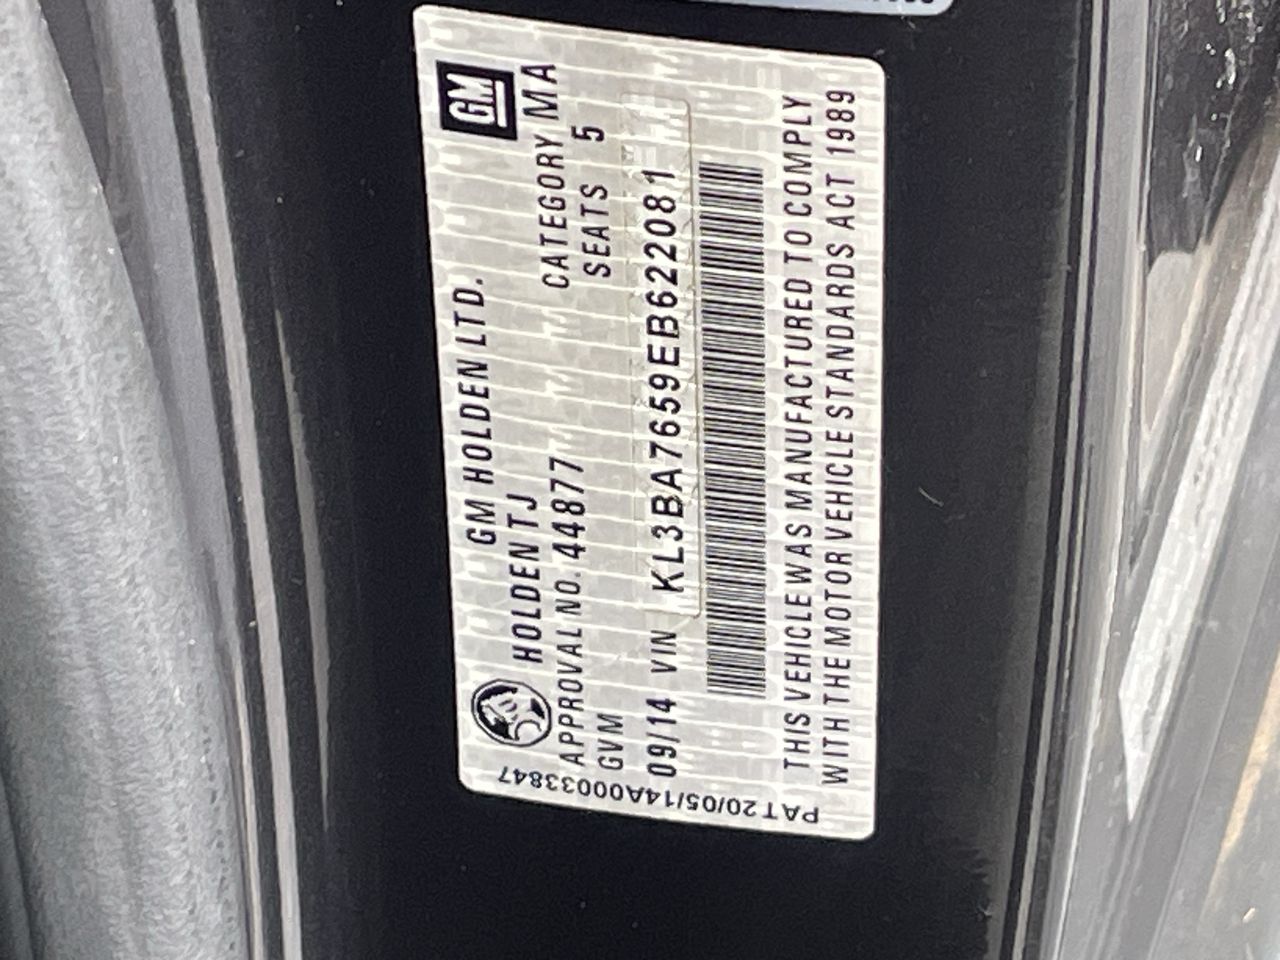 GM
GM HOLDEN LTD.
HOLDEN TJ
CATEGORY MA
APPROVAL NO. 44877
SEATS 5
GVM
09/14 VIN KL3BA7659EB622081
THIS VEHICLE WAS MANUFACTURED TO COMPLY
WITH THE MOTOR VEHICLE STANDARDS ACT 1989
PAT20/05/14A00033847